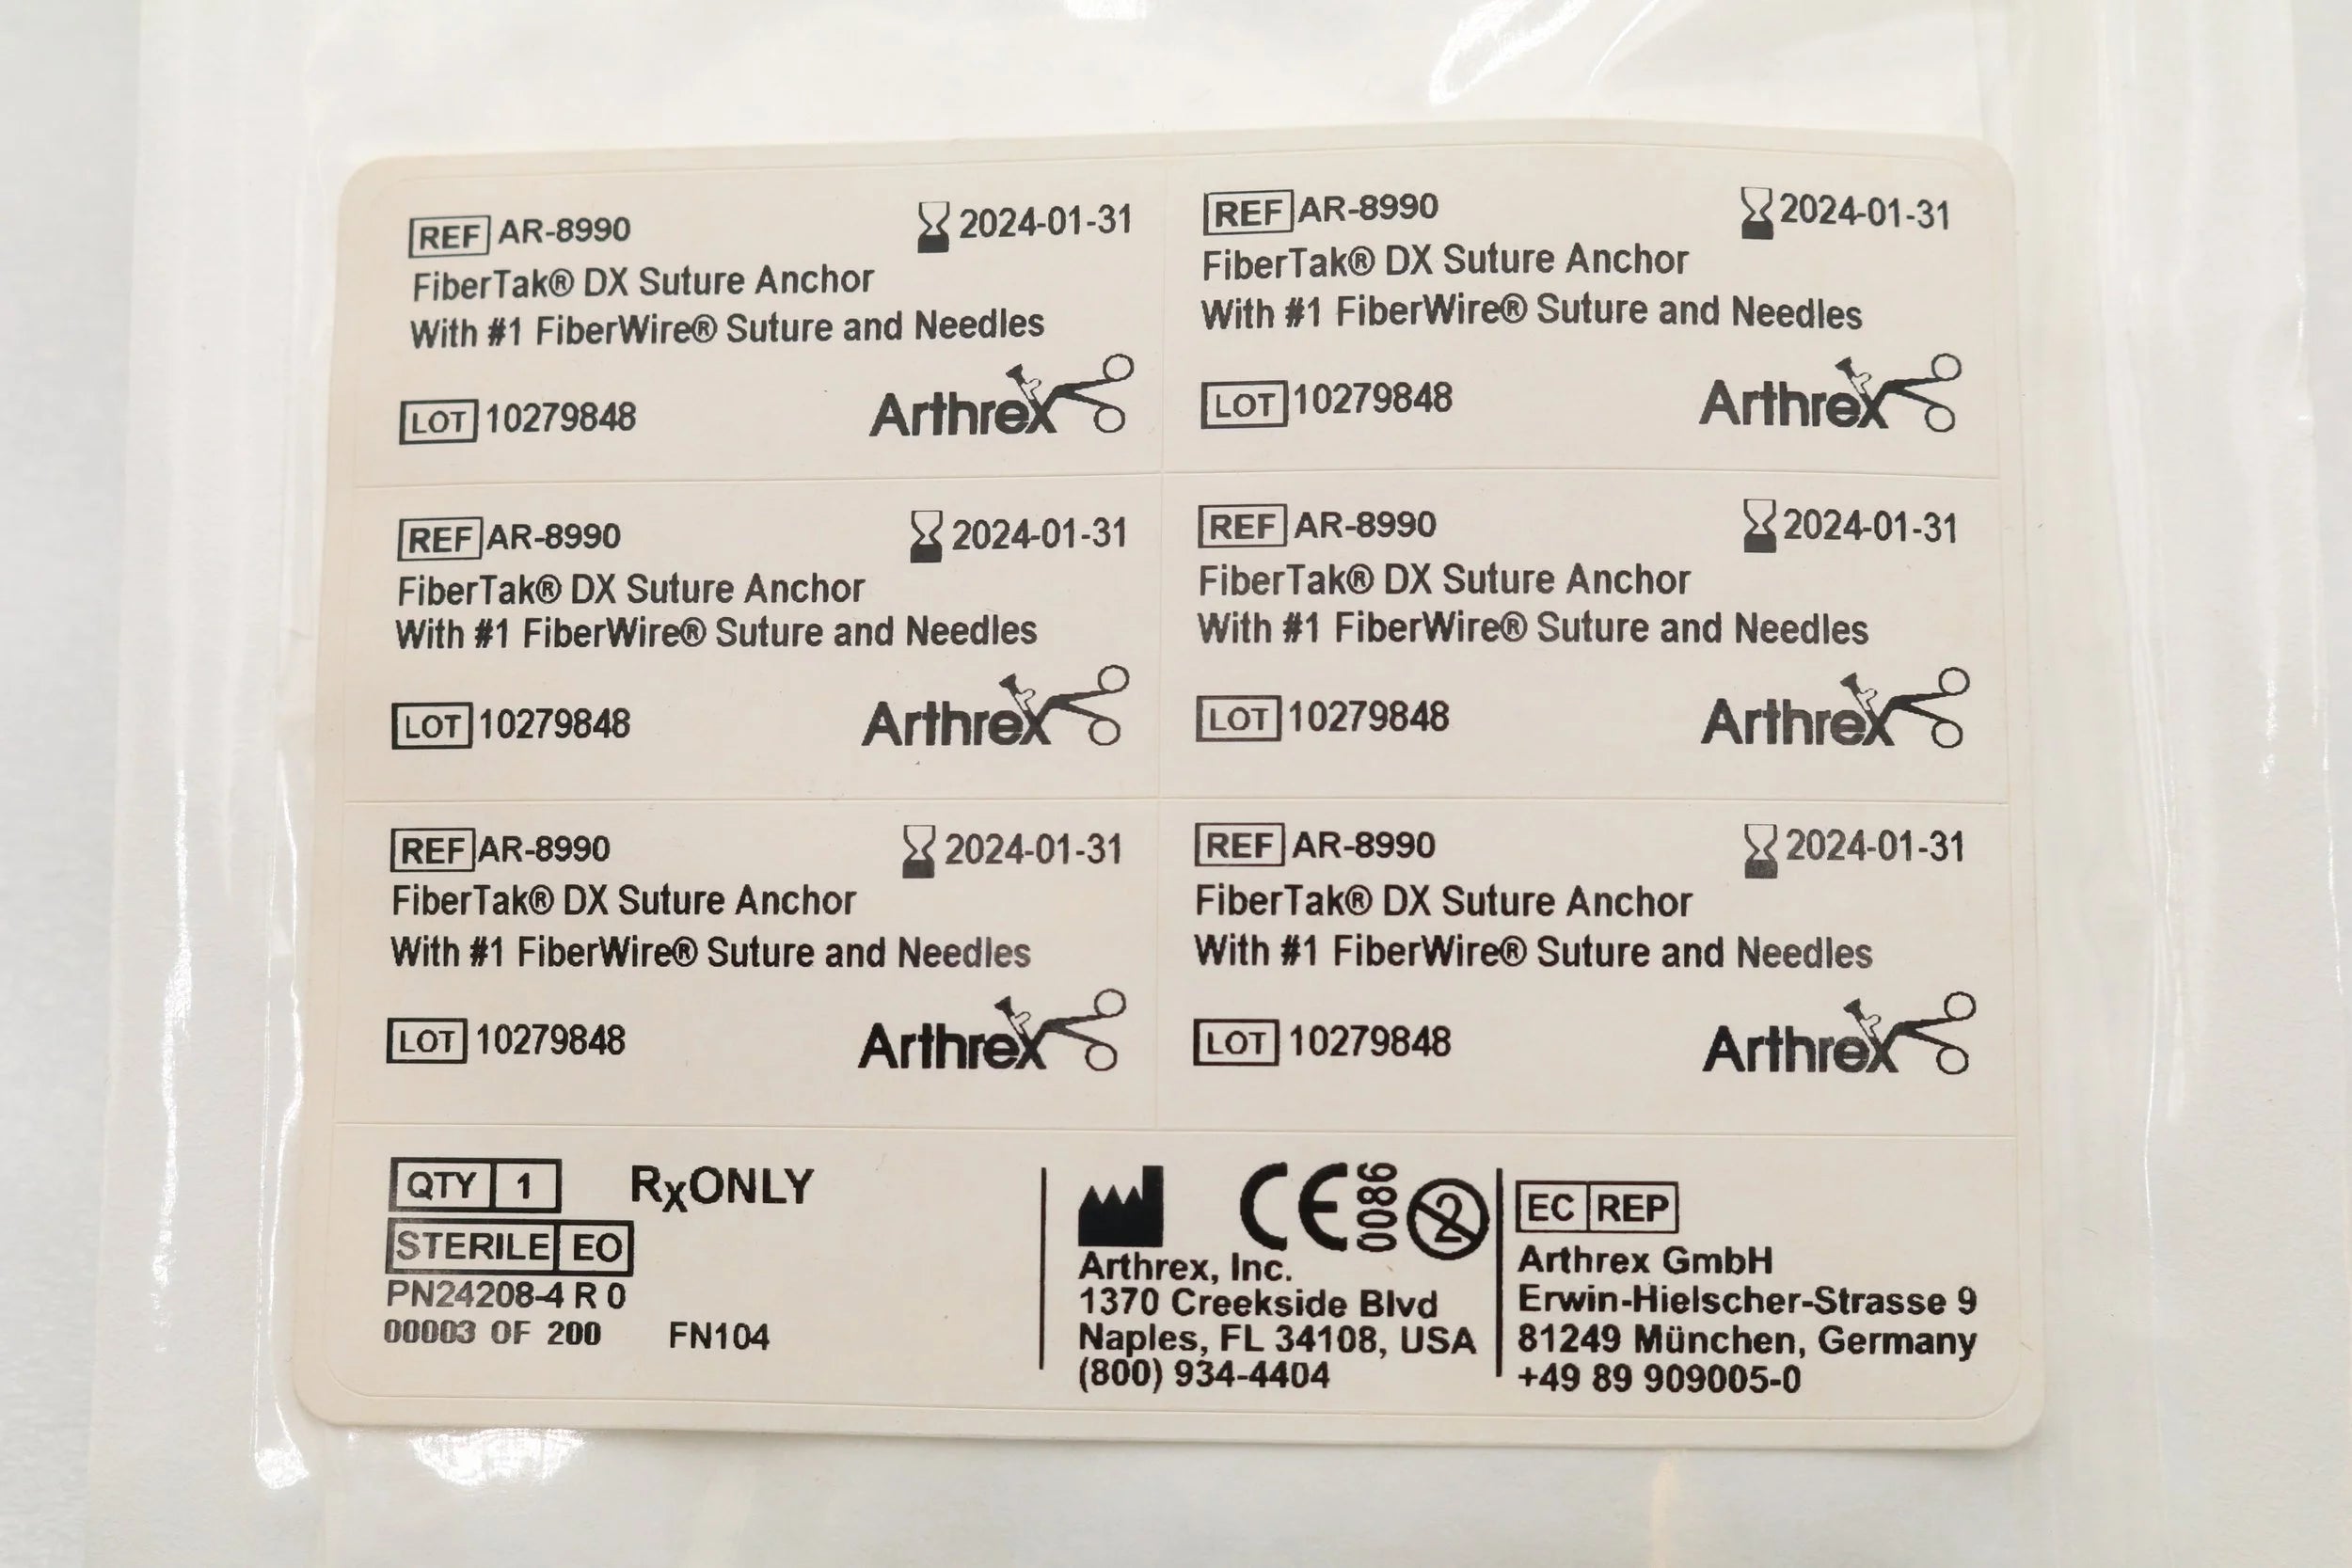 REF AR-8990 2024-01-31
FiberTak® DX Suture Anchor
With #1 FiberWire® Suture and Needles
LOT 10279848 Arthrex
REF AR-8990 2024-01-31
FiberTak® DX Suture Anchor
With #1 FiberWire® Suture and Needles
LOT 10279848 Arthrex
REF AR-8990 2024-01-31
FiberTak® DX Suture Anchor
With #1 FiberWire® Suture and Needles
LOT 10279848 Arthrex
REF AR-8990 2024-01-31
FiberTak® DX Suture Anchor
With #1 FiberWire® Suture and Needles
LOT 10279848 Arthrex
REF AR-8990 2024-01-31
FiberTak® DX Suture Anchor
With #1 FiberWire® Suture and Needles
LOT 10279848 Arthrex
REF AR-8990 2024-01-31
FiberTak® DX Suture Anchor
With #1 FiberWire® Suture and Needles
LOT 10279848 Arthrex
QTY 1 RxONLY
STERILE EO
PN24208-4 R 0
00003 OF 200 FN104
CE 0086 2
Arthrex, Inc.
1370 Creekside Blvd
Naples, FL 34108, USA
(800) 934-4404
EC REP
Arthrex GmbH
Erwin-Hielscher-Strasse 9
81249 München, Germany
+49 89 909005-0